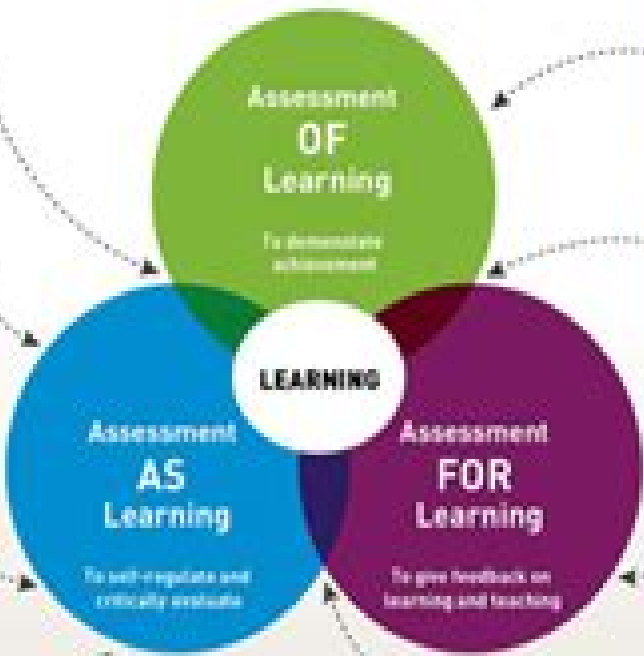 Assessment
OF
Learning
To demonstrate
achievement
LEARNING
Assessment
AS
Learning
To self-regulate and
critically evaluate
Assessment
FOR
Learning
To give feedback on
learning and teaching